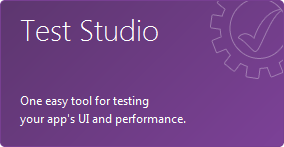 Test Studio
One easy tool for testing
your app's UI and performance.